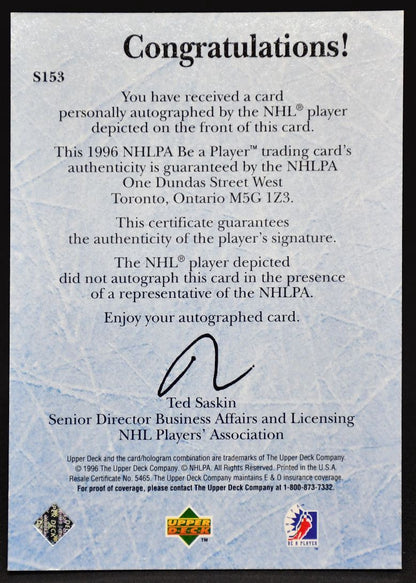 Congratulations!
S153
You have received a card
personally autographed by the NHL® player
depicted on the front of this card.
This 1996 NHLPA Be a Player™ trading card's
authenticity is guaranteed by the NHLPA
One Dundas Street West
Toronto, Ontario M5G 1Z3.
This certificate guarantees
the authenticity of the player's signature.
The NHL® player depicted
did not autograph this card in the presence
of a representative of the NHLPA.
Enjoy your autographed card.
Ted Saskin
Senior Director Business Affairs and Licensing
NHL Players' Association
Upper Deck and the card/hologram combination are trademarks of The Upper Deck Company.
© 1996 The Upper Deck Company. © NHLPA. All Rights Reserved. Printed in the U.S.A.
Resale Certificate No. 5465. The Upper Deck Company maintains E & D insurance coverage.
For proof of coverage, please contact The Upper Deck Company at 1-800-873-7332.
UPPER
DECK
™
BE A PLAYER